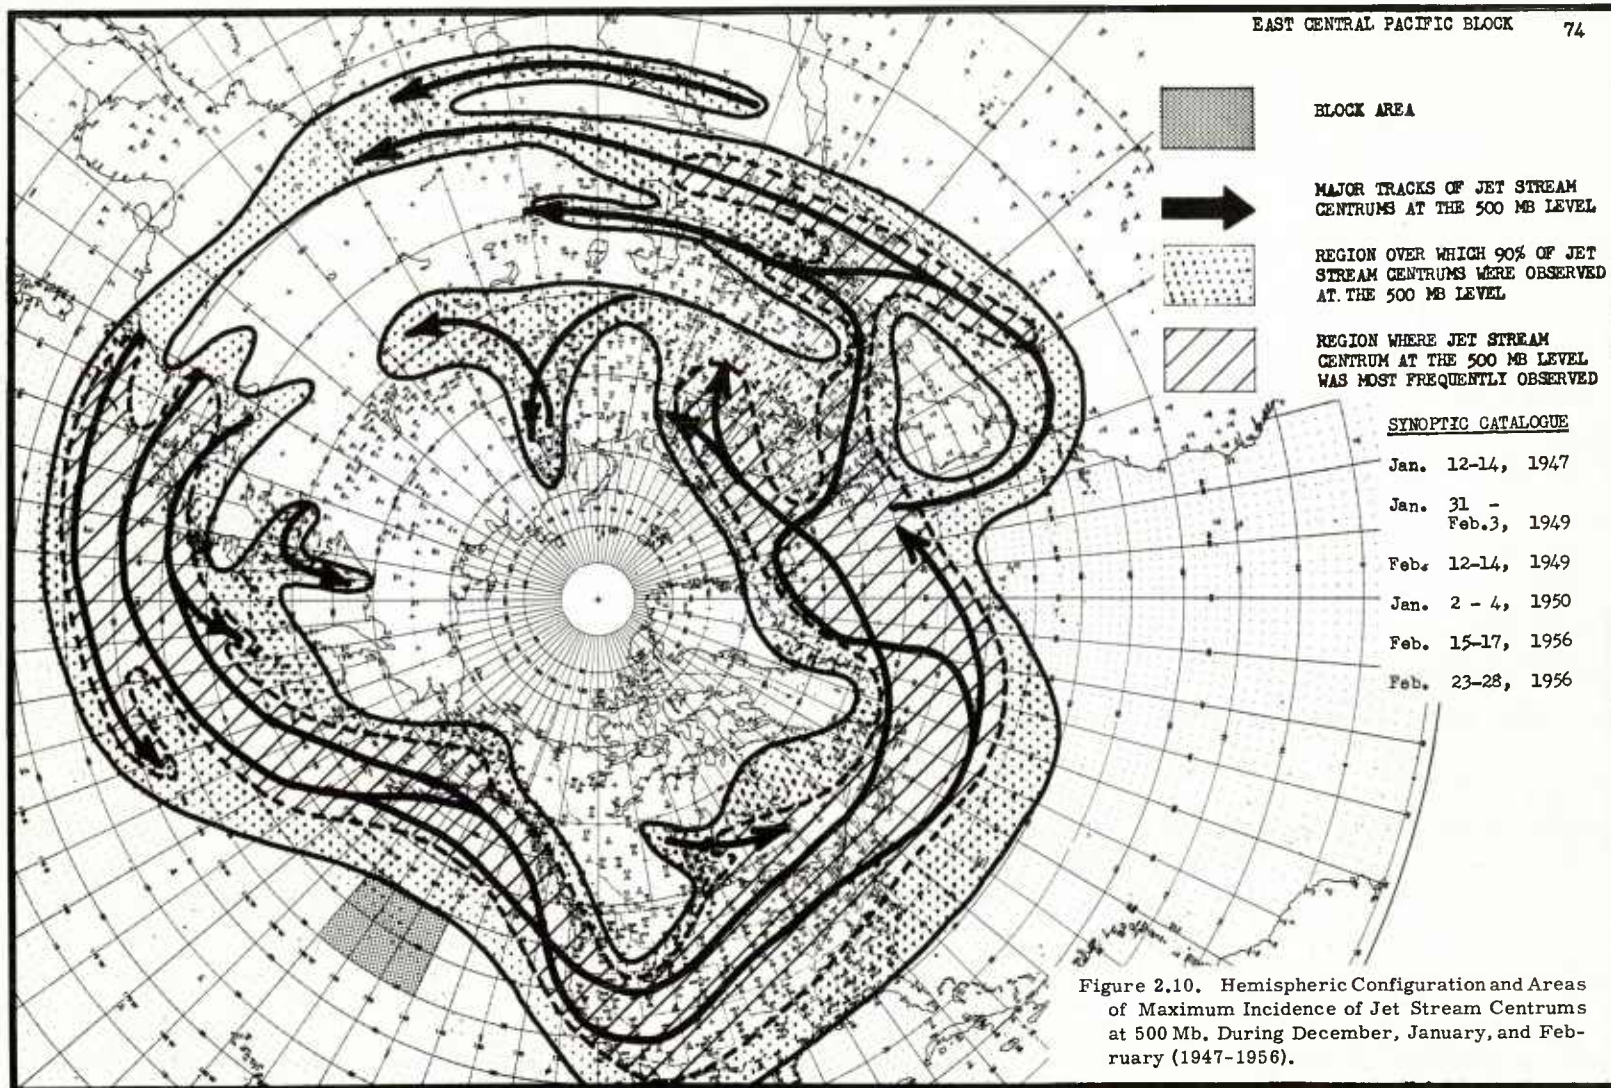 EAST CENTRAL PACIFIC BLOCK 74
BLOCK AREA
MAJOR TRACKS OF JET STREAM
CENTRUMS AT THE 500 MB LEVEL
REGION OVER WHICH 90% OF JET
STREAM CENTRUMS WERE OBSERVED
AT. THE 500 MB LEVEL
REGION WHERE JET STREAM
CENTRUM AT THE 500 MB LEVEL
WAS MOST FREQUENTLY OBSERVED
SYNOPTIC CATALOGUE
Jan. 12-14, 1947
Jan. 31 -
Feb.3, 1949
Feb. 12-14, 1949
Jan. 2 - 4, 1950
Feb. 15-17, 1956
Feb. 23-28, 1956
Figure 2.10. Hemispheric Configuration and Areas
of Maximum Incidence of Jet Stream Centrums
at 500 Mb. During December, January, and Feb-
ruary (1947-1956).